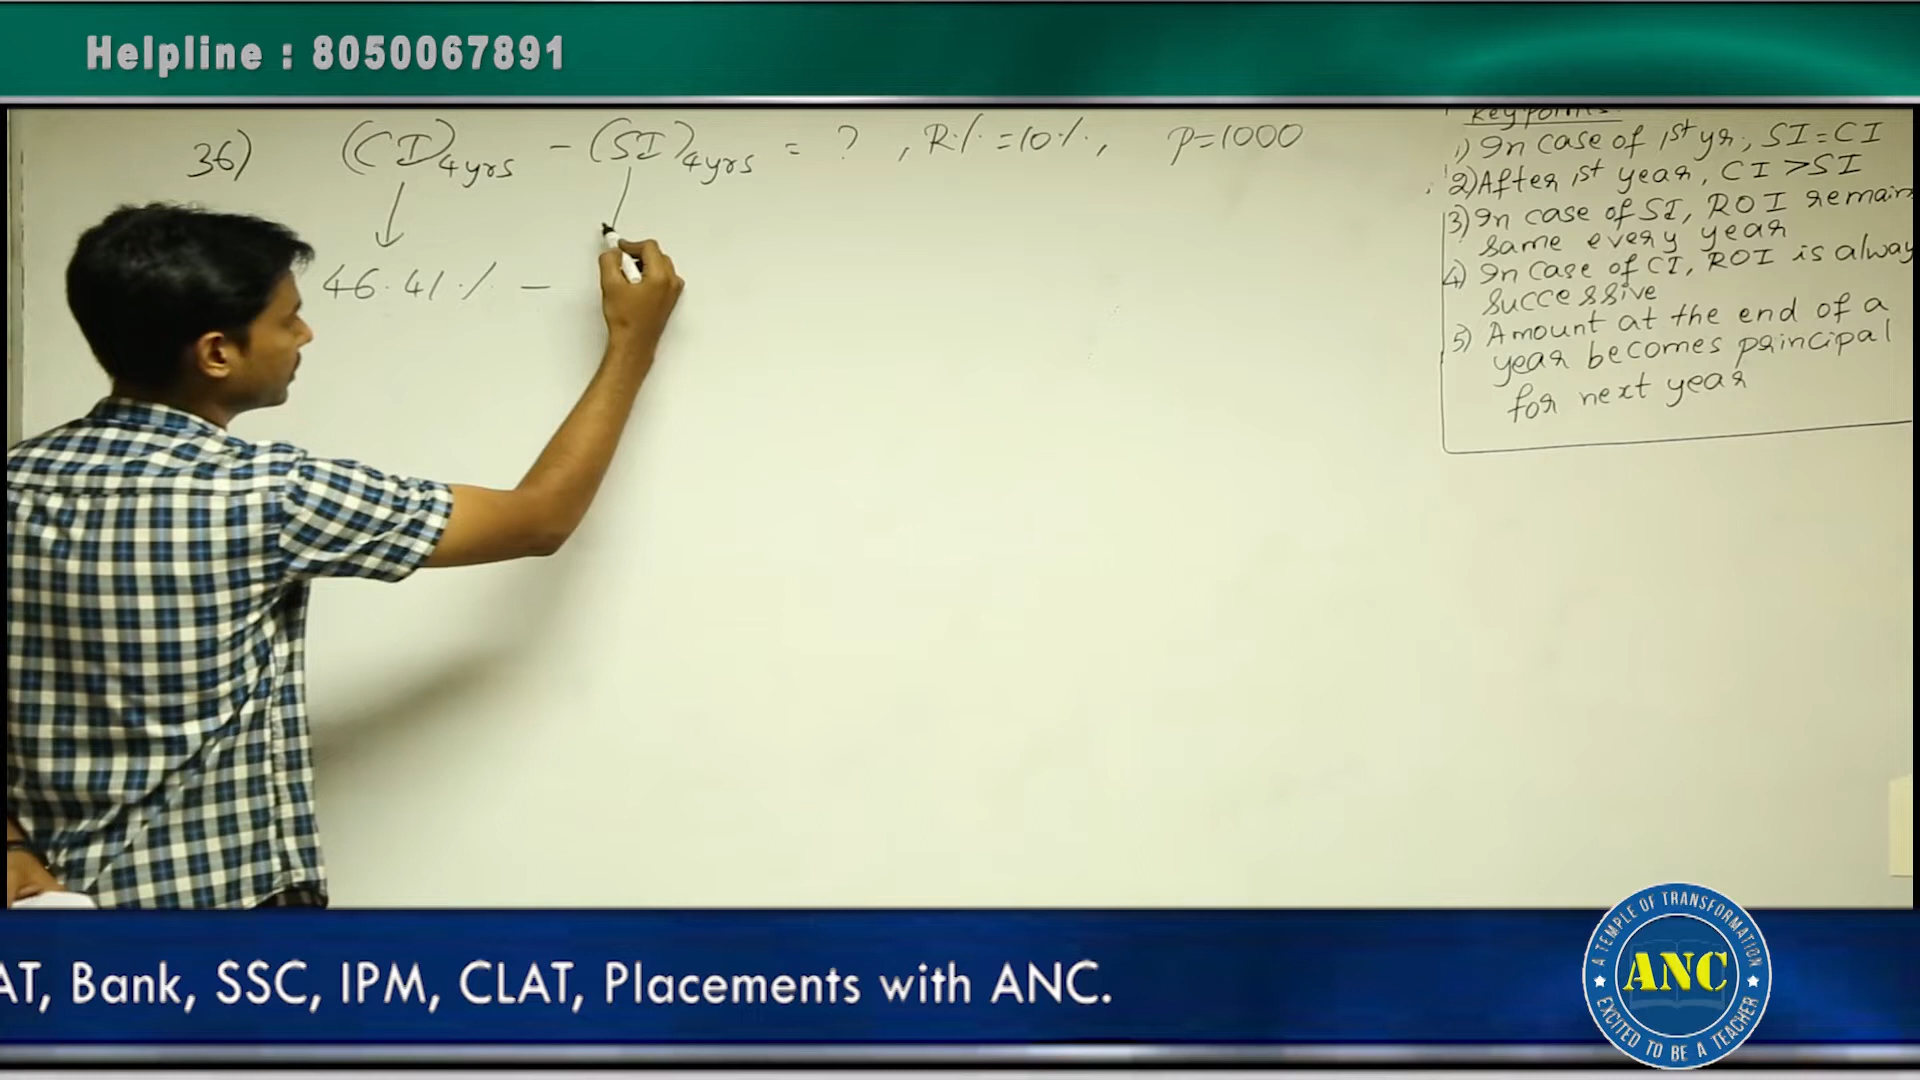 Helpline : 8050067891
36) (CI)4yrs - (SI)4yrs = ? , R% = 10%, P=1000
46.41% -
Key points
1) In case of 1st yr, SI = CI
2) After 1st year, CI > SI
3) In case of SI, ROI remain
same every year
4) In case of CI, ROI is alway
successive
5) Amount at the end of a
year becomes principal
for next year
AT, Bank, SSC, IPM, CLAT, Placements with ANC.
A TEMPLE OF TRANSFORMATION
ANC
EXCITED TO BE A TEACHER